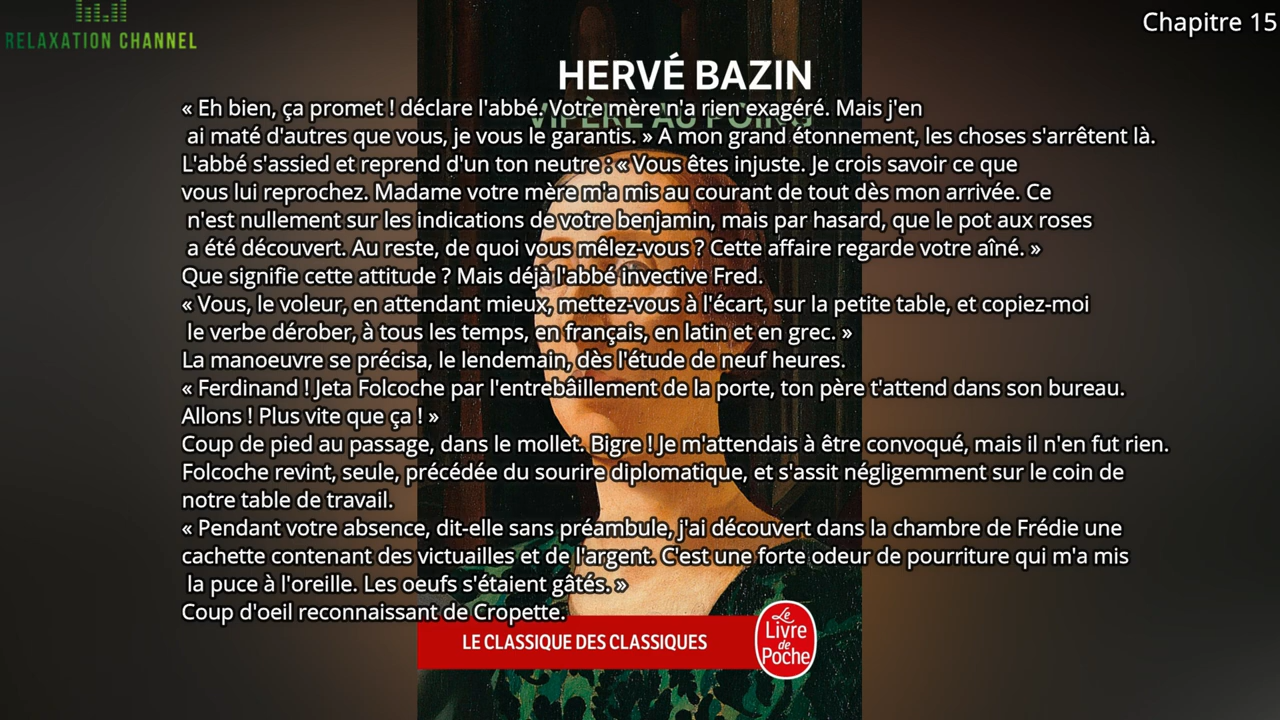 RELAXATION CHANNEL
Chapitre 15
HERVÉ BAZIN
VIPÈRE AU POING
« Eh bien, ça promet ! déclare l'abbé. Votre mère n'a rien exagéré. Mais j'en
ai maté d'autres que vous, je vous le garantis. » A mon grand étonnement, les choses s'arrêtent là.
L'abbé s'assied et reprend d'un ton neutre : « Vous êtes injuste. Je crois savoir ce que
vous lui reprochez. Madame votre mère m'a mis au courant de tout dès mon arrivée. Ce
n'est nullement sur les indications de votre benjamin, mais par hasard, que le pot aux roses
a été découvert. Au reste, de quoi vous mêlez-vous ? Cette affaire regarde votre aîné. »
Que signifie cette attitude ? Mais déjà l'abbé invective Fred.
« Vous, le voleur, en attendant mieux, mettez-vous à l'écart, sur la petite table, et copiez-moi
le verbe dérober, à tous les temps, en français, en latin et en grec. »
La manoeuvre se précisa, le lendemain, dès l'étude de neuf heures.
« Ferdinand ! Jeta Folcoche par l'entrebâillement de la porte, ton père t'attend dans son bureau.
Allons ! Plus vite que ça ! »
Coup de pied au passage, dans le mollet. Bigre ! Je m'attendais à être convoqué, mais il n'en fut rien.
Folcoche revint, seule, précédée du sourire diplomatique, et s'assit négligemment sur le coin de
notre table de travail.
« Pendant votre absence, dit-elle sans préambule, j'ai découvert dans la chambre de Frédie une
cachette contenant des victuailles et de l'argent. C'est une forte odeur de pourriture qui m'a mis
la puce à l'oreille. Les oeufs s'étaient gâtés. »
Coup d'oeil reconnaissant de Cropette.
LE CLASSIQUE DES CLASSIQUES
Le
Livre
de
Poche